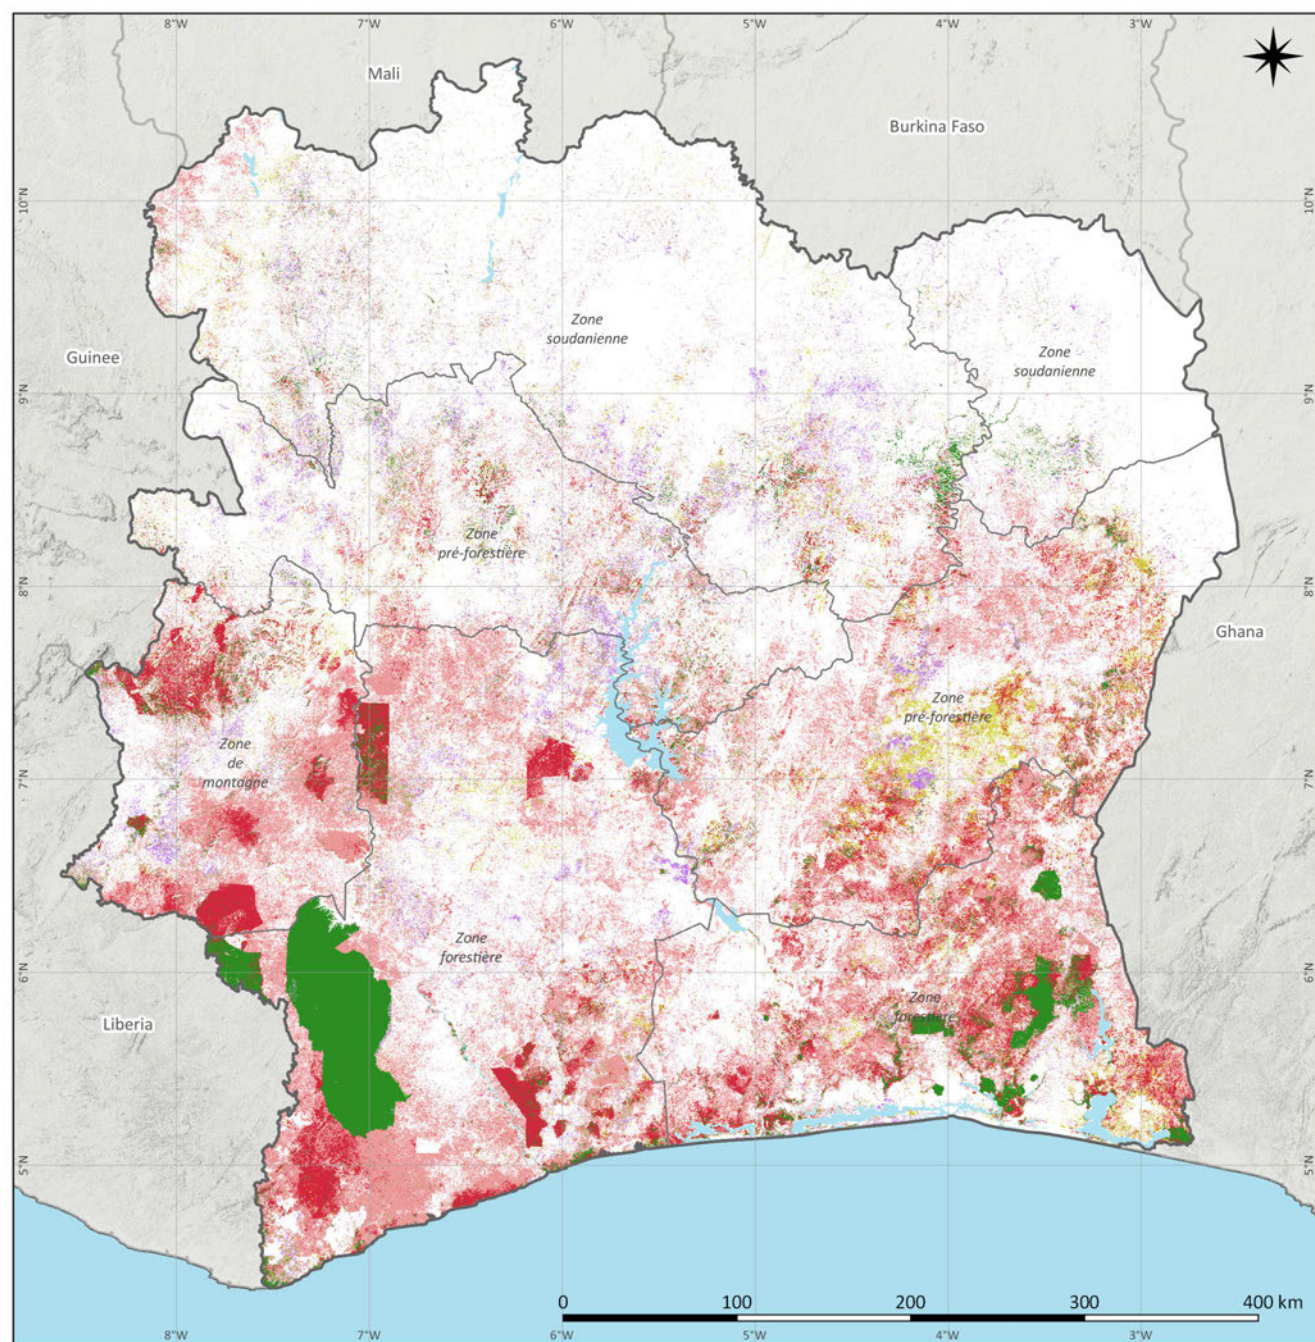 8°W 7°W 6°W 5°W 4°W 3°W
Mali
Burkina Faso
10°N 10°N
Zone
soudanienne
Guinee
Zone
soudanienne
9°N 9°N
Zone
pré-forestière
8°N 8°N
Ghana
Zone
pré-forestière
Zone
de
montagne
7°N 7°N
Zone
forestière
6°N 6°N
Zone
forestière
Liberia
5°N 5°N
0 100 200 300 400 km
8°W 7°W 6°W 5°W 4°W 3°W